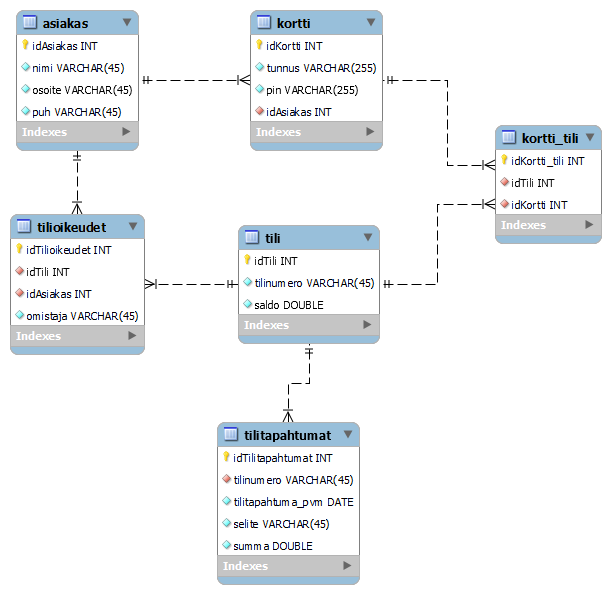 asiakas
idAsiakas INT
nimi VARCHAR(45)
osoite VARCHAR(45)
puh VARCHAR(45)
Indexes
kortti
idKortti INT
tunnus VARCHAR(255)
pin VARCHAR(255)
idAsiakas INT
Indexes
kortti_tili
idKortti_tili INT
idTili INT
idKortti INT
Indexes
tilioikeudet
idTilioikeudet INT
idTili INT
idAsiakas INT
omistaja VARCHAR(45)
Indexes
tili
idTili INT
tilinumero VARCHAR(45)
saldo DOUBLE
Indexes
tilitapahtumat
idTilitapahtumat INT
tilinumero VARCHAR(45)
tilitapahtuma_pvm DATE
selite VARCHAR(45)
summa DOUBLE
Indexes